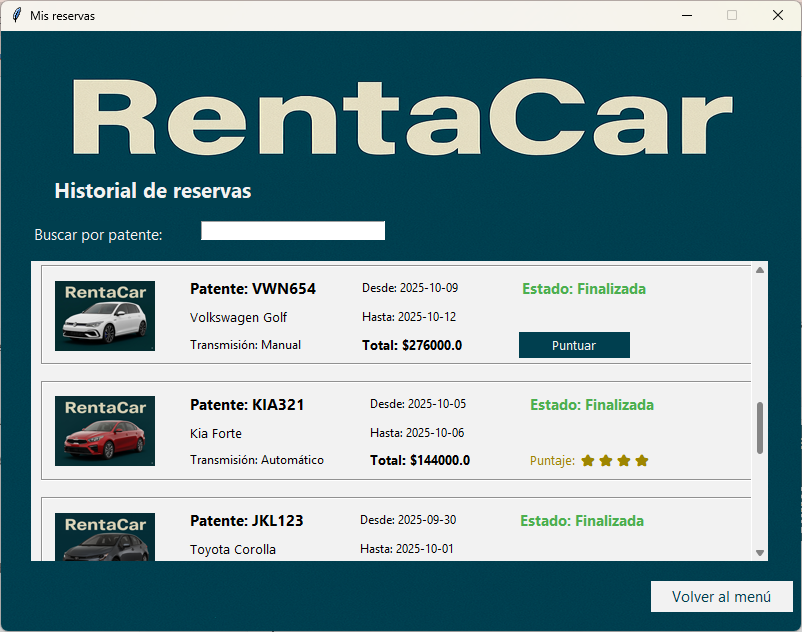 Mis reservas
RentaCar
Historial de reservas
Buscar por patente:
RentaCar
Patente: VWN654
Desde: 2025-10-09
Estado: Finalizada
Volkswagen Golf
Hasta: 2025-10-12
Transmisión: Manual
Total: $276000.0
Puntuar
RentaCar
Patente: KIA321
Desde: 2025-10-05
Estado: Finalizada
Kia Forte
Hasta: 2025-10-06
Transmisión: Automático
Total: $144000.0
Puntaje: ★ ★ ★ ★
RentaCar
Patente: JKL123
Desde: 2025-09-30
Estado: Finalizada
Toyota Corolla
Hasta: 2025-10-01
Volver al menú